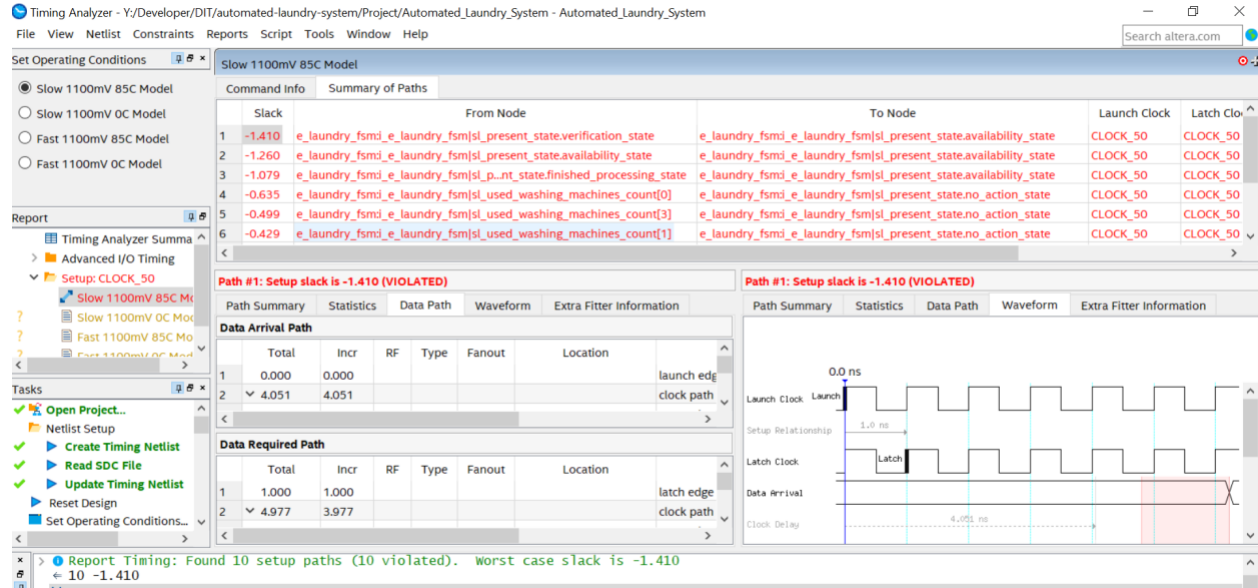 Timing Analyzer - Y:/Developer/DIT/automated-laundry-system/Project/Automated_Laundry_System - Automated_Laundry_System
File View Netlist Constraints Reports Script Tools Window Help
Search altera.com
Set Operating Conditions
Slow 1100mV 85C Model
Slow 1100mV 0C Model
Fast 1100mV 85C Model
Fast 1100mV 0C Model
Report
Timing Analyzer Summa
Advanced I/O Timing
Setup: CLOCK_50
Slow 1100mV 85C Mo
? Slow 1100mV 0C Mod
? Fast 1100mV 85C Mo
? Fast 1100mV 0C Mod
Tasks
Open Project...
Netlist Setup
Create Timing Netlist
Read SDC File
Update Timing Netlist
Reset Design
Set Operating Conditions...
Slow 1100mV 85C Model
Command Info Summary of Paths
Slack From Node To Node Launch Clock Latch Clo
1 -1.410 e_laundry_fsm:i_e_laundry_fsm|sl_present_state.verification_state e_laundry_fsm:i_e_laundry_fsm|sl_present_state.availability_state CLOCK_50 CLOCK_50
2 -1.260 e_laundry_fsm:i_e_laundry_fsm|sl_present_state.availability_state e_laundry_fsm:i_e_laundry_fsm|sl_present_state.availability_state CLOCK_50 CLOCK_50
3 -1.079 e_laundry_fsm:i_e_laundry_fsm|sl_p...nt_state.finished_processing_state e_laundry_fsm:i_e_laundry_fsm|sl_present_state.availability_state CLOCK_50 CLOCK_50
4 -0.635 e_laundry_fsm:i_e_laundry_fsm|sl_used_washing_machines_count[0] e_laundry_fsm:i_e_laundry_fsm|sl_present_state.no_action_state CLOCK_50 CLOCK_50
5 -0.499 e_laundry_fsm:i_e_laundry_fsm|sl_used_washing_machines_count[3] e_laundry_fsm:i_e_laundry_fsm|sl_present_state.no_action_state CLOCK_50 CLOCK_50
6 -0.429 e_laundry_fsm:i_e_laundry_fsm|sl_used_washing_machines_count[1] e_laundry_fsm:i_e_laundry_fsm|sl_present_state.no_action_state CLOCK_50 CLOCK_50
Path #1: Setup slack is -1.410 (VIOLATED)
Path Summary Statistics Data Path Waveform Extra Fitter Information
Data Arrival Path
Total Incr RF Type Fanout Location
1 0.000 0.000 launch edg
2 4.051 4.051 clock path
Data Required Path
Total Incr RF Type Fanout Location
1 1.000 1.000 latch edge
2 4.977 3.977 clock path
Path #1: Setup slack is -1.410 (VIOLATED)
Path Summary Statistics Data Path Waveform Extra Fitter Information
0.0 ns
Launch Clock Launch
Setup Relationship 1.0 ns
Latch Clock Latch
Data Arrival
Clock Delay 4.051 ns
Report Timing: Found 10 setup paths (10 violated). Worst case slack is -1.410
10 -1.410